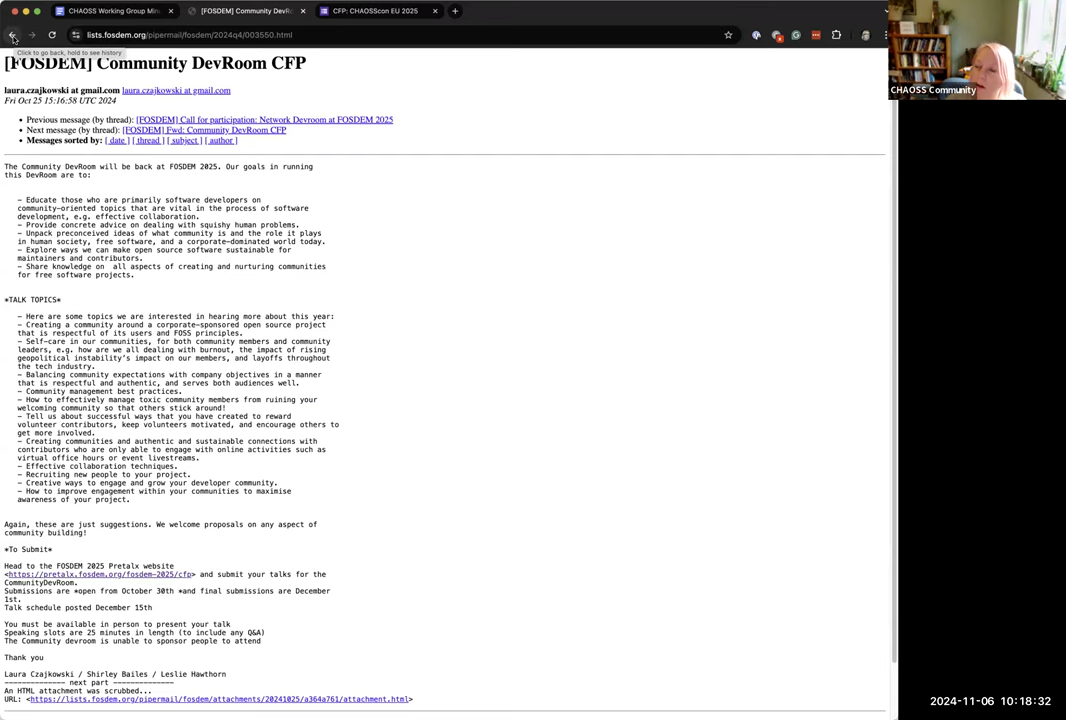 CHAOSS Working Group Min
[FOSDEM] Community DevR
CFP: CHAOSScon EU 2025
lists.fosdem.org/pipermail/fosdem/2024q4/003550.html
Click to go back, hold to see history
[FOSDEM] Community DevRoom CFP
laura.czajkowski at gmail.com laura.czajkowski at gmail.com
Fri Oct 25 15:16:58 UTC 2024
• Previous message (by thread): [FOSDEM] Call for participation: Network Devroom at FOSDEM 2025
• Next message (by thread): [FOSDEM] Fwd: Community DevRoom CFP
• Messages sorted by: [ date ] [ thread ] [ subject ] [ author ]
The Community DevRoom will be back at FOSDEM 2025. Our goals in running
this DevRoom are to:
- Educate those who are primarily software developers on
community-oriented topics that are vital in the process of software
development, e.g. effective collaboration.
- Provide concrete advice on dealing with squishy human problems.
- Unpack preconceived ideas of what community is and the role it plays
in human society, free software, and a corporate-dominated world today.
- Explore ways we can make open source software sustainable for
maintainers and contributors.
- Share knowledge on  all aspects of creating and nurturing communities
for free software projects.
*TALK TOPICS*
- Here are some topics we are interested in hearing more about this year:
- Creating a community around a corporate-sponsored open source project
that is respectful of its users and FOSS principles.
- Self-care in our communities, for both community members and community
leaders, e.g. how are we all dealing with burnout, the impact of rising
geopolitical instability's impact on our members, and layoffs throughout
the tech industry.
- Balancing community expectations with company objectives in a manner
that is respectful and authentic, and serves both audiences well.
- Community management best practices.
- How to effectively manage toxic community members from ruining your
welcoming community so that others stick around!
- Tell us about successful ways that you have created to reward
volunteer contributors, keep volunteers motivated, and encourage others to
get more involved.
- Creating communities and authentic and sustainable connections with
contributors who are only able to engage with online activities such as
virtual office hours or event livestreams.
- Effective collaboration techniques.
- Recruiting new people to your project.
- Creative ways to engage and grow your developer community.
- How to improve engagement within your communities to maximise
awareness of your project.
Again, these are just suggestions. We welcome proposals on any aspect of
community building!
*To Submit*
Head to the FOSDEM 2025 Pretalx website
<https://pretalx.fosdem.org/fosdem-2025/cfp> and submit your talks for the
CommunityDevRoom.
Submissions are *open from October 30th *and final submissions are December
1st.
Talk schedule posted December 15th
You must be available in person to present your talk
Speaking slots are 25 minutes in length (to include any Q&A)
The Community devroom is unable to sponsor people to attend
Thank you
Laura Czajkowski / Shirley Bailes / Leslie Hawthorn
-------------- next part --------------
An HTML attachment was scrubbed...
URL: <https://lists.fosdem.org/pipermail/fosdem/attachments/20241025/a364a761/attachment.html>
CHAOSS Community
2024-11-06 10:18:32